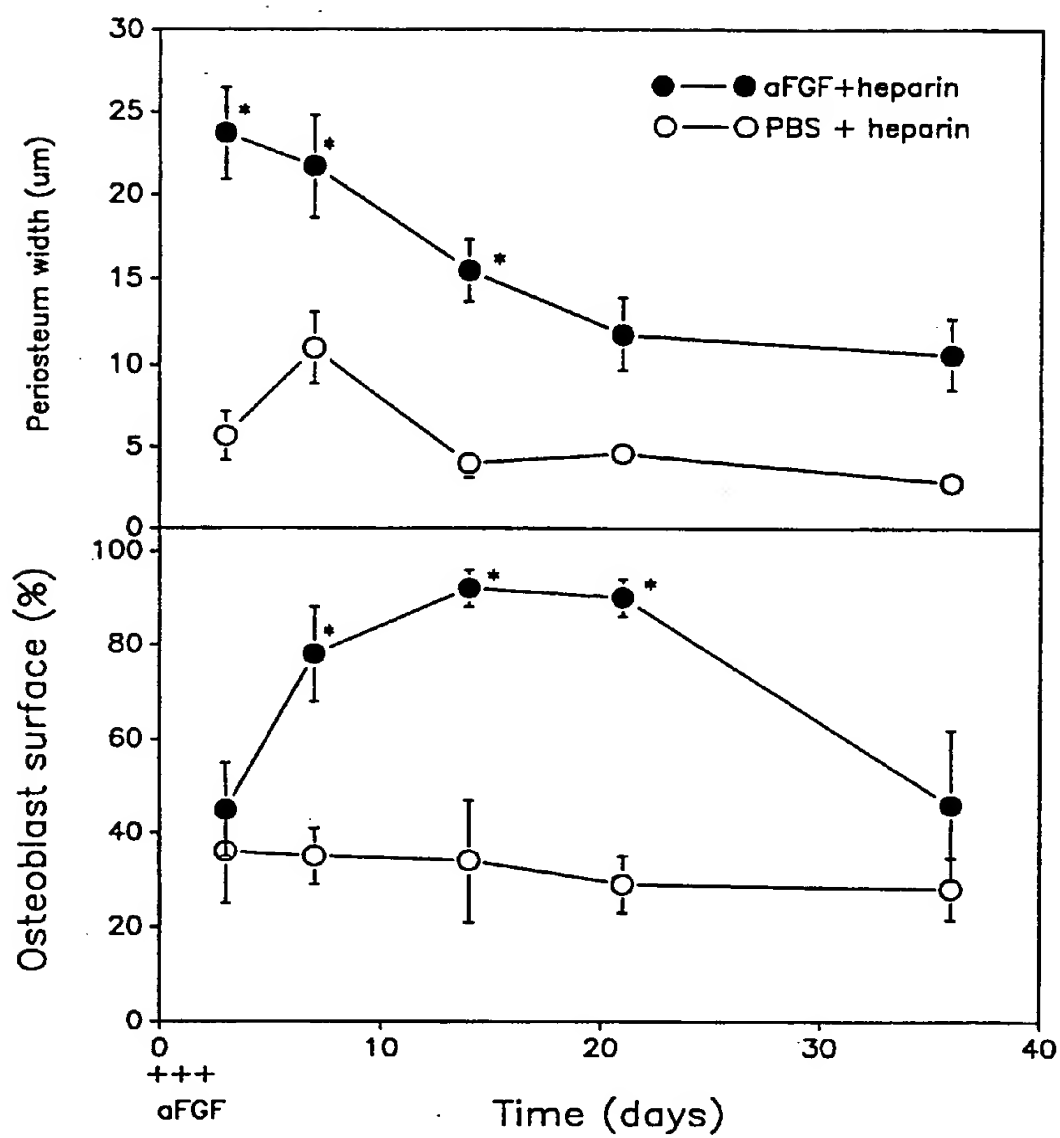 30
25
20
15
10
5
0
Periosteum width (um)
aFGF+heparin
PBS + heparin
*
*
*
100
80
60
40
20
0
Osteoblast surface (%)
*
*
*
0 10 20 30 40
+++
aFGF
Time (days)